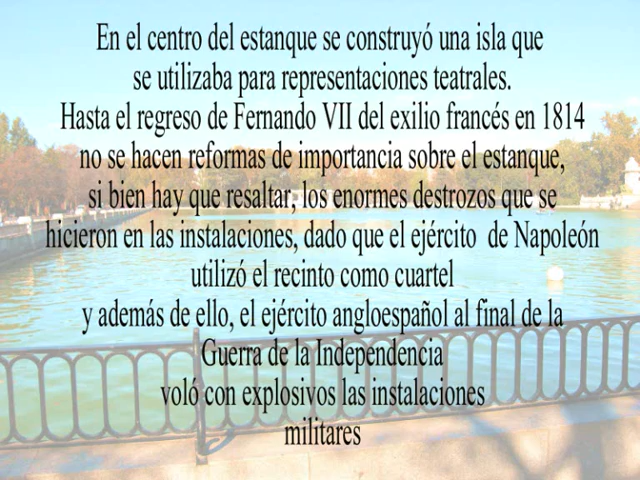 En el centro del estanque se construyó una isla que
se utilizaba para representaciones teatrales.
Hasta el regreso de Fernando VII del exilio francés en 1814
no se hacen reformas de importancia sobre el estanque,
si bien hay que resaltar, los enormes destrozos que se
hicieron en las instalaciones, dado que el ejército de Napoleón
utilizó el recinto como cuartel
y además de ello, el ejército angloespañol al final de la
Guerra de la Independencia
voló con explosivos las instalaciones
militares